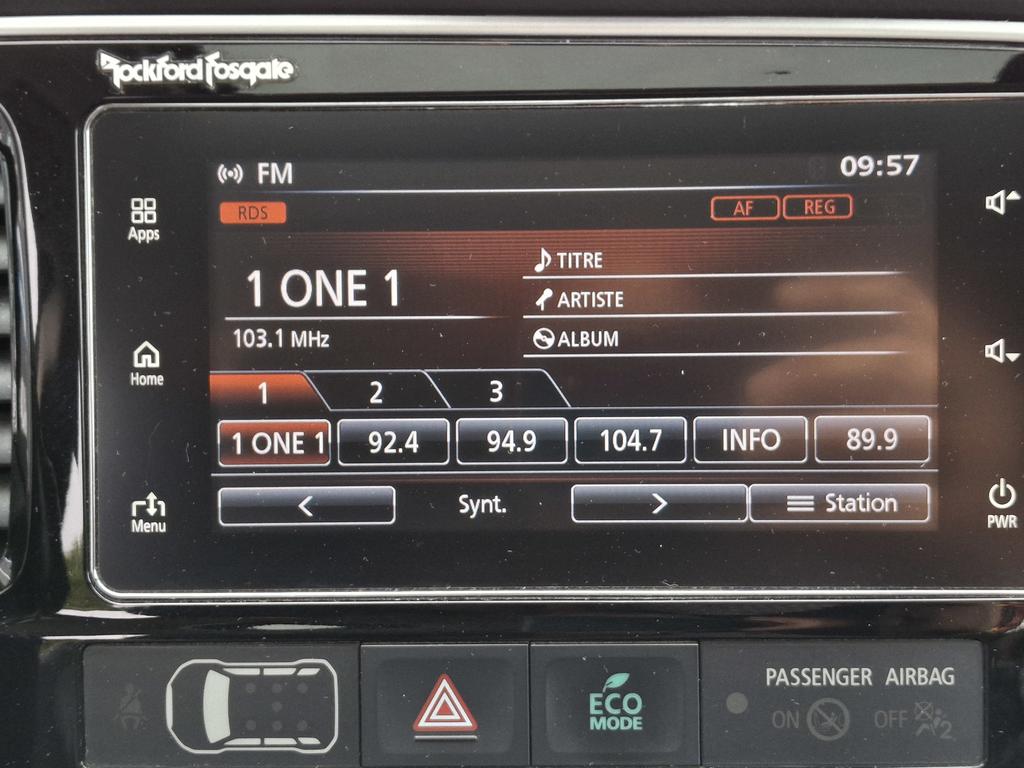 Rockford Fosgate
FM
09:57
RDS
AF
REG
Apps
1 ONE 1
103.1 MHz
TITRE
ARTISTE
ALBUM
Home
1
2
3
1 ONE 1
92.4
94.9
104.7
INFO
89.9
Menu
<
Synt.
>
Station
PWR
ECO
MODE
PASSENGER AIRBAG
ON
OFF
2